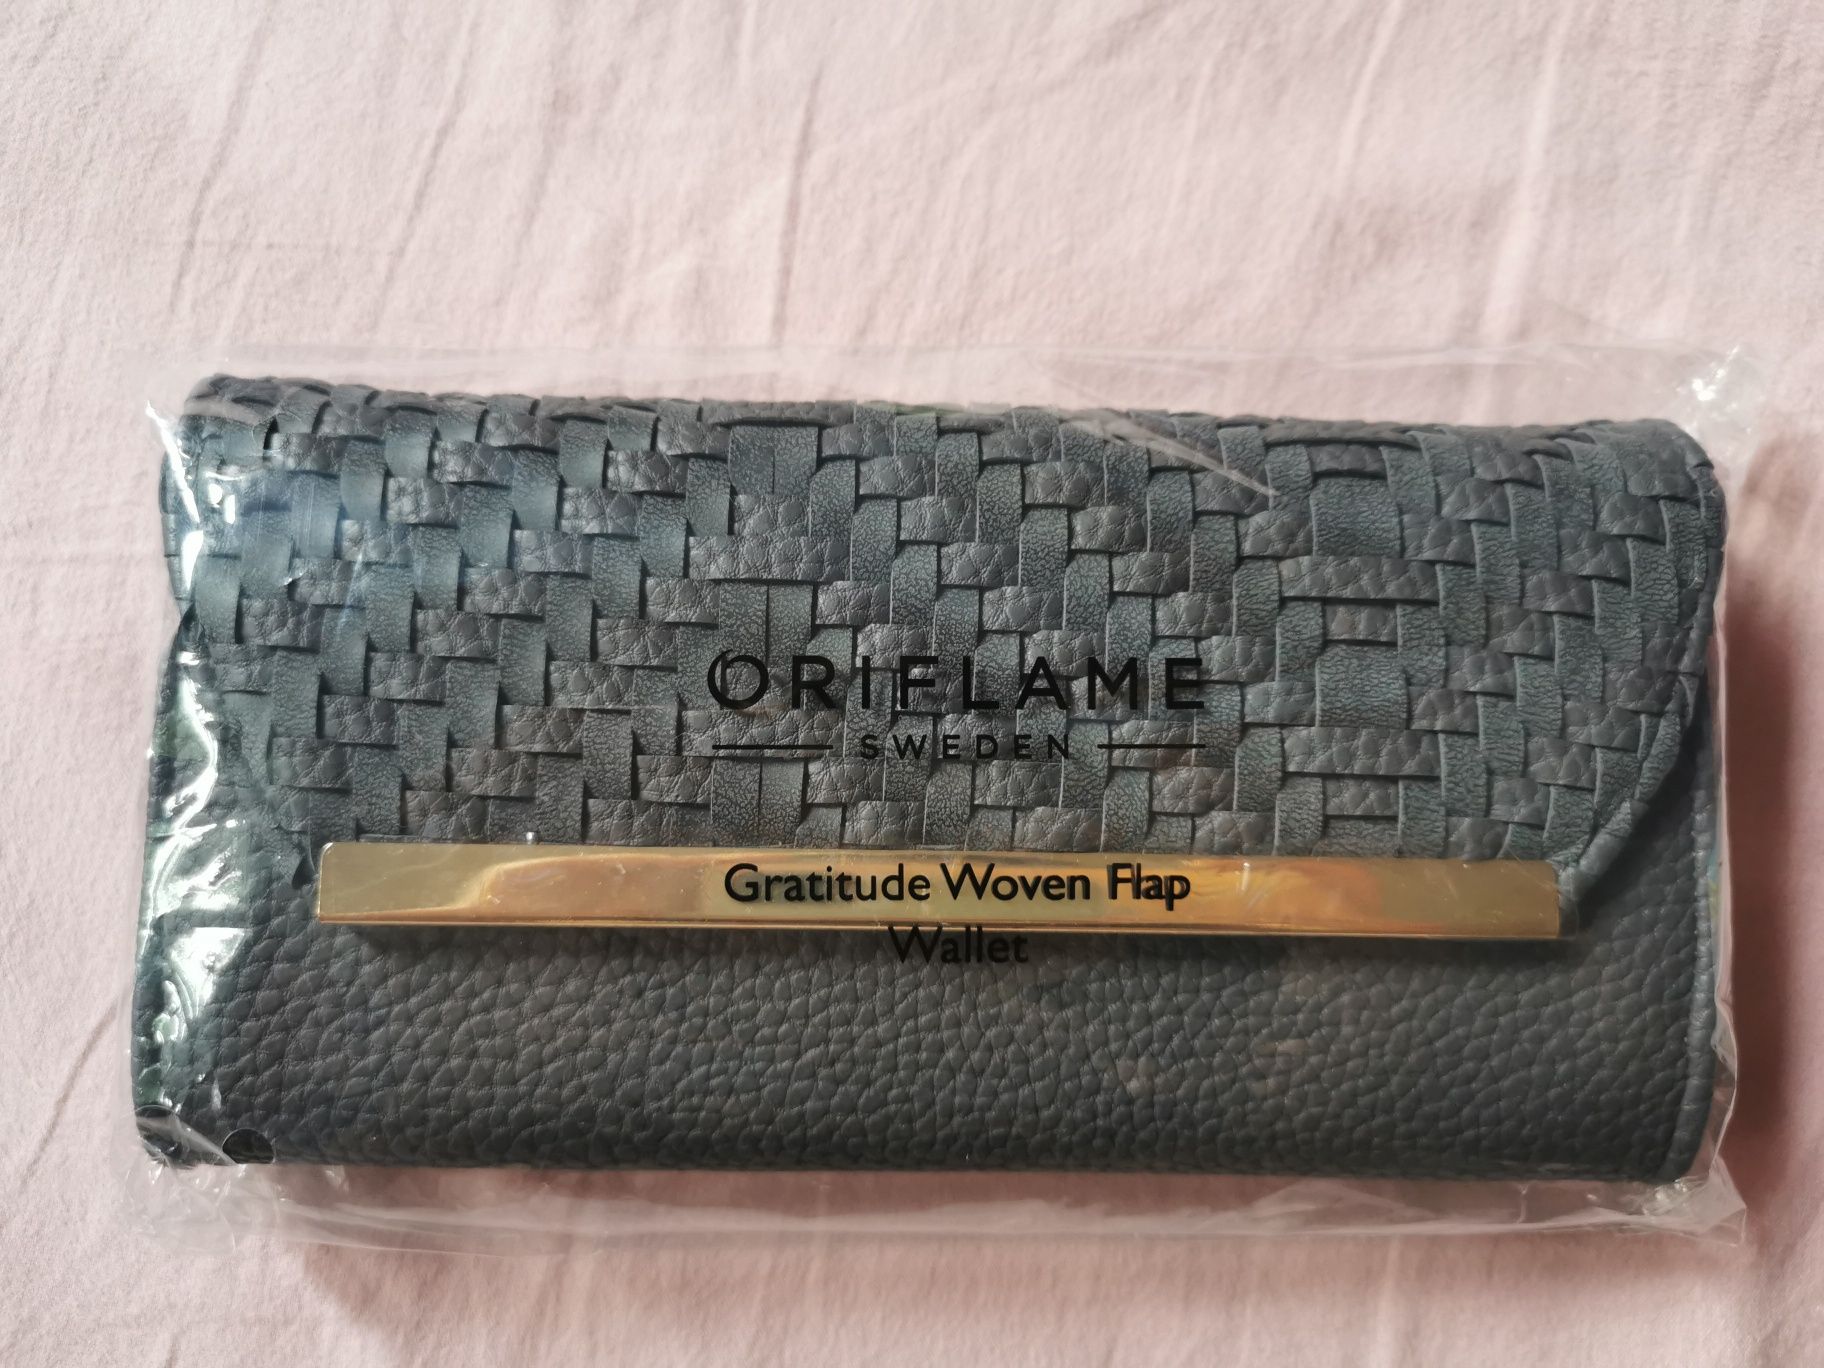 ORIFLAME
SWEDEN
Gratitude Woven Flap
Wallet